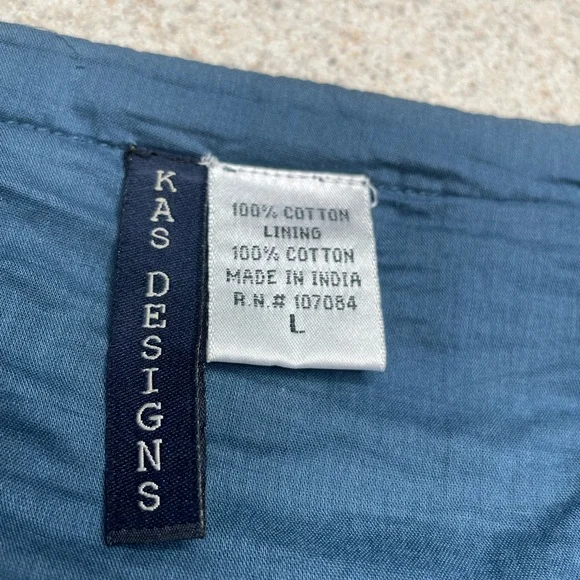 KAS DESIGNS
100% COTTON
LINING
100% COTTON
MADE IN INDIA
R.N.# 107084
L